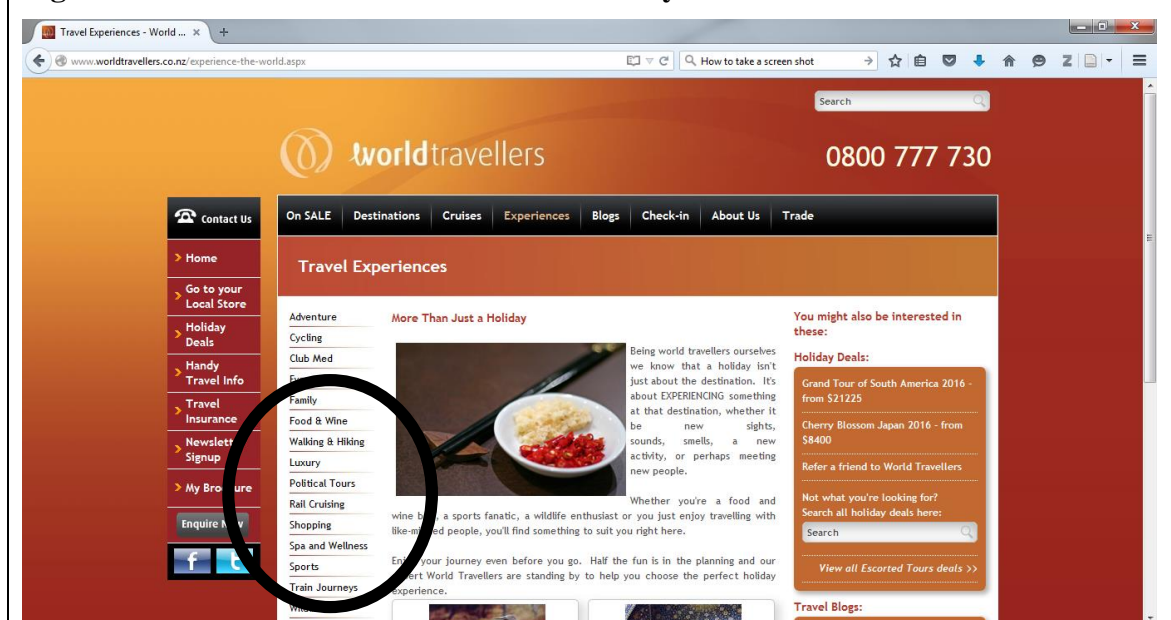 Travel Experiences - World ...
www.worldtravellers.co.nz/experience-the-world.aspx
How to take a screen shot
Search
worldtravellers
0800 777 730
Contact Us
On SALE Destinations Cruises Experiences Blogs Check-in About Us Trade
Home
Go to your
Local Store
Holiday
Deals
Handy
Travel Info
Travel
Insurance
Signup
Travel Experiences
Adventure
Cycling
Club Med
Family
Food & Wine
Walking & Hiking
Luxury
Political Tours
Rail Cruising
Shopping
Spa and Wellness
Sports
Train Journeys
More Than Just a Holiday
Being world travellers ourselves
we know that a holiday isn't
just about the destination. It's
about EXPERIENCING something
at that destination, whether it
be new sights,
sounds, smells, a new
activity, or perhaps meeting
new people.
Whether you're a food and
wine , a sports fanatic, a wildlife enthusiast or you just enjoy travelling with
people, you'll find something to suit you right here.
your journey even before you go. Half the fun is in the planning and our
World Travellers are standing by to help you choose the perfect holiday
experience.
You might also be interested in
these:
Holiday Deals:
Grand Tour of South America 2016 -
from $21225
Cherry Blossom Japan 2016 - from
$8400
Refer a friend to World Travellers
Not what you're looking for?
Search all holiday deals here:
Search
View all Escorted Tours deals >>
Travel Blogs: